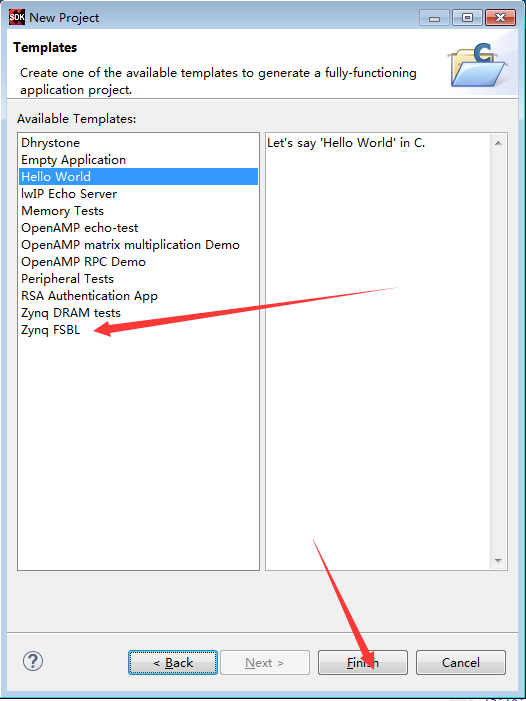 SDK New Project
Templates
Create one of the available templates to generate a fully-functioning
application project.
C
Available Templates:
Dhrystone
Empty Application
Hello World
lwIP Echo Server
Memory Tests
OpenAMP echo-test
OpenAMP matrix multiplication Demo
OpenAMP RPC Demo
Peripheral Tests
RSA Authentication App
Zynq DRAM tests
Zynq FSBL
Let's say 'Hello World' in C.
?
< Back
Next >
Finish
Cancel